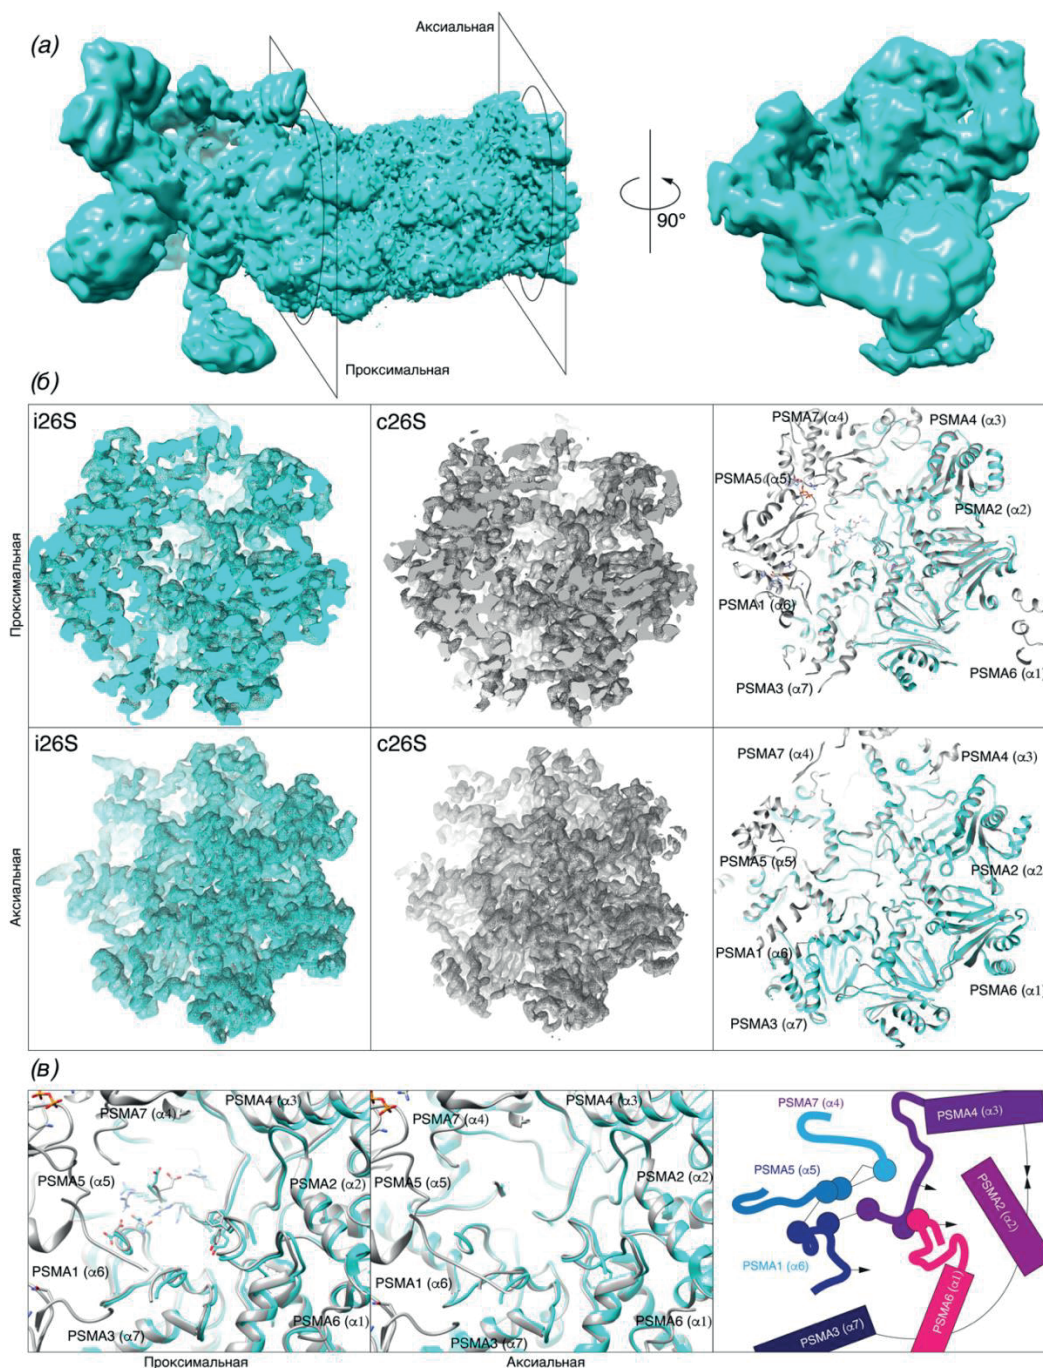 (а)
Аксиальная
90°
Проксимальная
(б)
i26S
c26S
PSMA7 (α4)
PSMA4 (α3)
PSMA5 (α5)
PSMA2 (α2)
PSMA1 (α6)
PSMA3 (α7)
PSMA6 (α1)
Проксимальная
i26S
c26S
PSMA7 (α4)
PSMA4 (α3)
PSMA5 (α5)
PSMA2 (α2)
PSMA1 (α6)
PSMA6 (α1)
PSMA3 (α7)
Аксиальная
(в)
PSMA7 (α4)
PSMA4 (α3)
PSMA5 (α5)
PSMA2 (α2)
PSMA1 (α6)
PSMA6 (α1)
PSMA3 (α7)
Проксимальная
PSMA7 (α4)
PSMA4 (α3)
PSMA5 (α5)
PSMA2 (α2)
PSMA1 (α6)
PSMA6 (α1)
PSMA3 (α7)
Аксиальная
PSMA7 (α4)
PSMA4 (α3)
PSMA5 (α5)
PSMA2 (α2)
PSMA1 (α6)
PSMA6 (α1)
PSMA3 (α7)